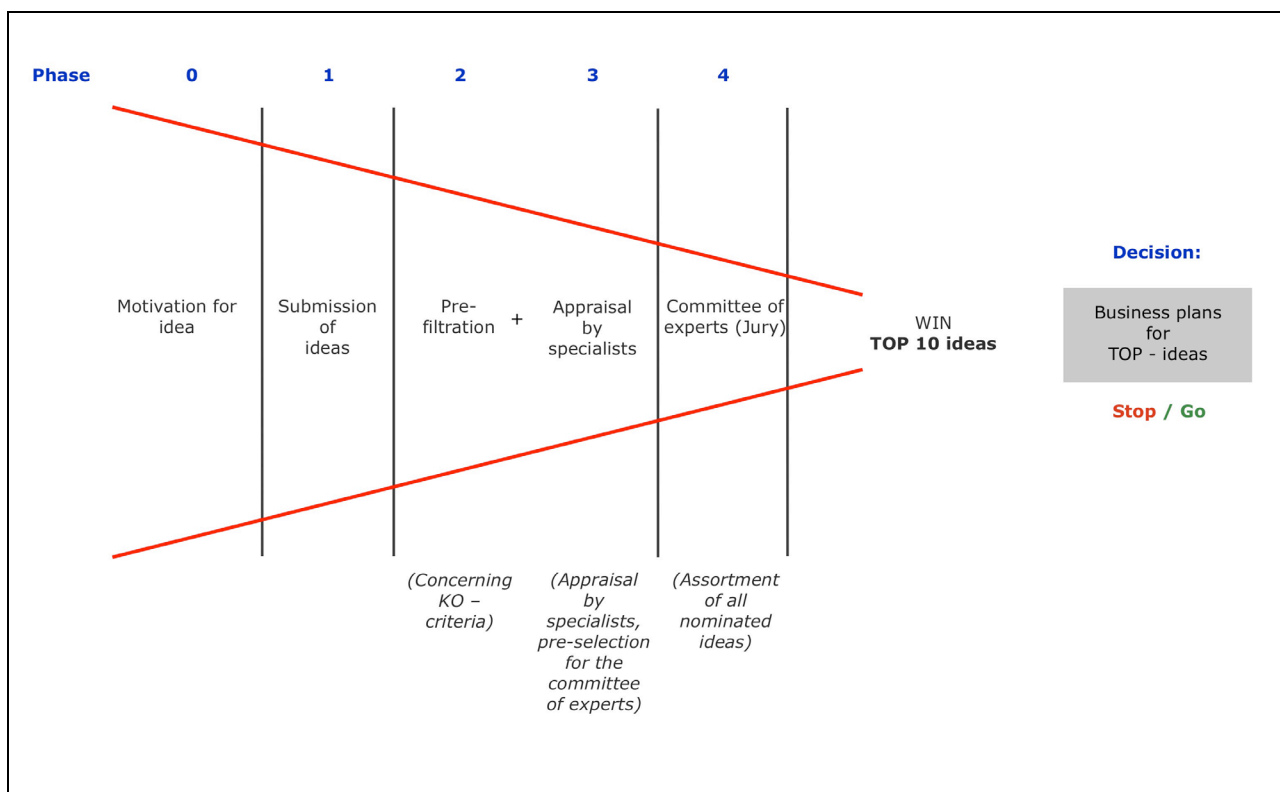 Phase 0 1 2 3 4
Motivation for
idea
Submission
of
ideas
Pre-
filtration
+
Appraisal
by
specialists
Committee of
experts (Jury)
WIN
TOP 10 ideas
Decision:
Business plans
for
TOP - ideas
Stop / Go
(Concerning
KO –
criteria)
(Appraisal
by
specialists,
pre-selection
for the
committee
of experts)
(Assortment
of all
nominated
ideas)